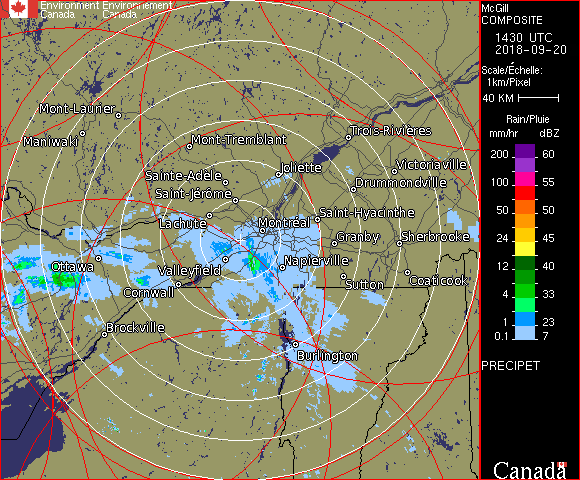 Environment Environnement
Canada Canada
McGill
COMPOSITE
1430 UTC
2018-09-20
Scale/Échelle:
1km/Pixel
40 KM
Rain/Pluie
mm/hr dBZ
200 60
100 55
50 50
24 45
12 40
4 33
1 23
0.1 7
PRECIPET
Canada
Mont-Laurier
Maniwaki
Mont-Tremblant
Trois-Rivières
Joliette
Victoriaville
Sainte-Adèle
Drummondville
Saint-Jérôme
Saint-Hyacinthe
Lachute
Montréal
Granby
Sherbrooke
Ottawa
Valleyfield
Napierville
Cornwall
Sutton
Coaticook
Brockville
Burlington